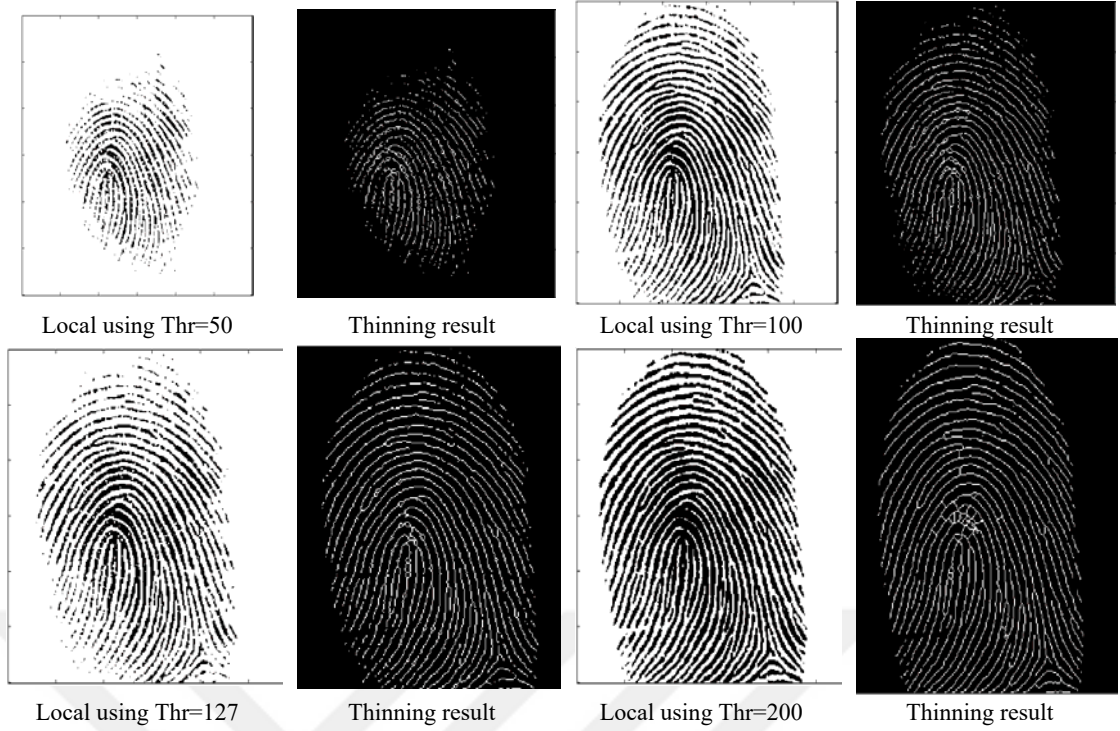 Local using Thr=50
Thinning result
Local using Thr=100
Thinning result
Local using Thr=127
Thinning result
Local using Thr=200
Thinning result